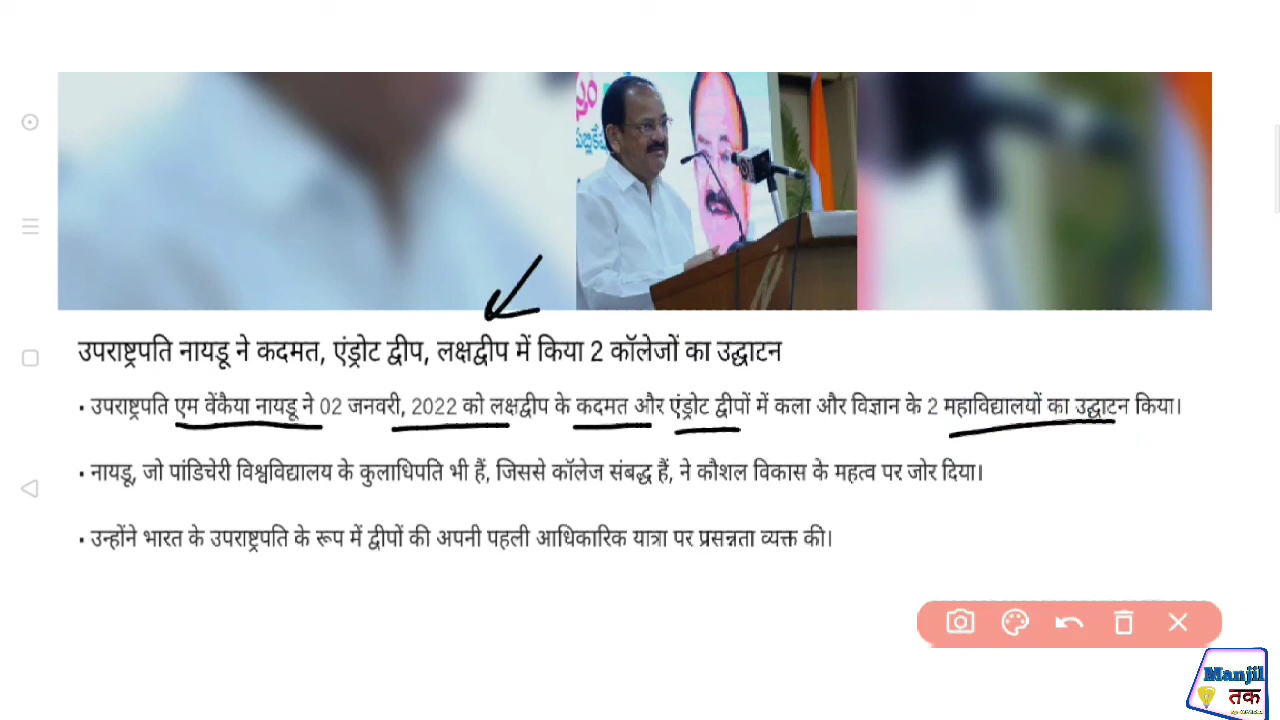 उपराष्ट्रपति नायडू ने कदमत, एंड्रोट द्वीप, लक्षद्वीप में किया 2 कॉलेजों का उद्घाटन
• उपराष्ट्रपति एम वेंकैया नायडू ने 02 जनवरी, 2022 को लक्षद्वीप के कदमत और एंड्रोट द्वीपों में कला और विज्ञान के 2 महाविद्यालयों का उद्घाटन किया।
• नायडू, जो पांडिचेरी विश्वविद्यालय के कुलाधिपति भी हैं, जिससे कॉलेज संबद्ध हैं, ने कौशल विकास के महत्व पर जोर दिया।
• उन्होंने भारत के उपराष्ट्रपति के रूप में द्वीपों की अपनी पहली आधिकारिक यात्रा पर प्रसन्नता व्यक्त की।
Manjil
तक